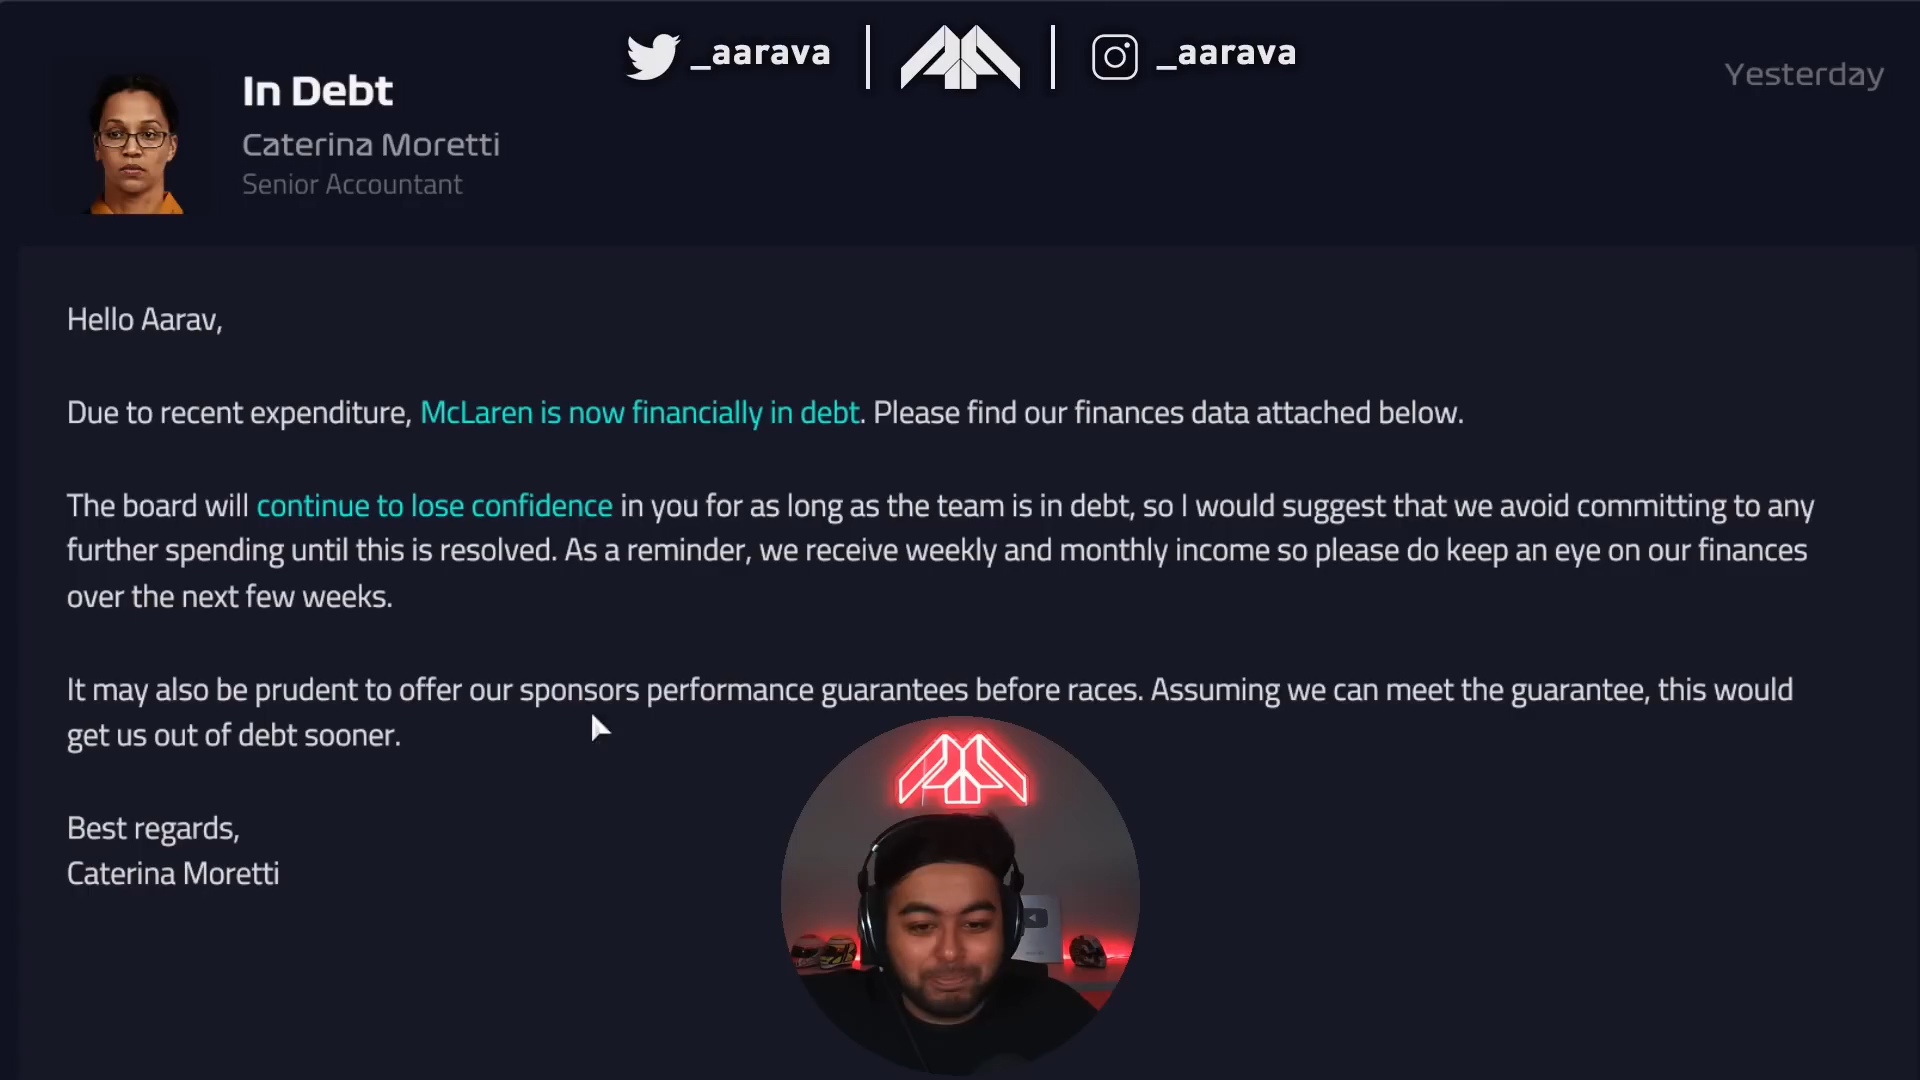 _aarava
_aarava
Yesterday
In Debt
Caterina Moretti
Senior Accountant
Hello Aarav,
Due to recent expenditure, McLaren is now financially in debt. Please find our finances data attached below.
The board will continue to lose confidence in you for as long as the team is in debt, so I would suggest that we avoid committing to any
further spending until this is resolved. As a reminder, we receive weekly and monthly income so please do keep an eye on our finances
over the next few weeks.
It may also be prudent to offer our sponsors performance guarantees before races. Assuming we can meet the guarantee, this would
get us out of debt sooner.
Best regards,
Caterina Moretti